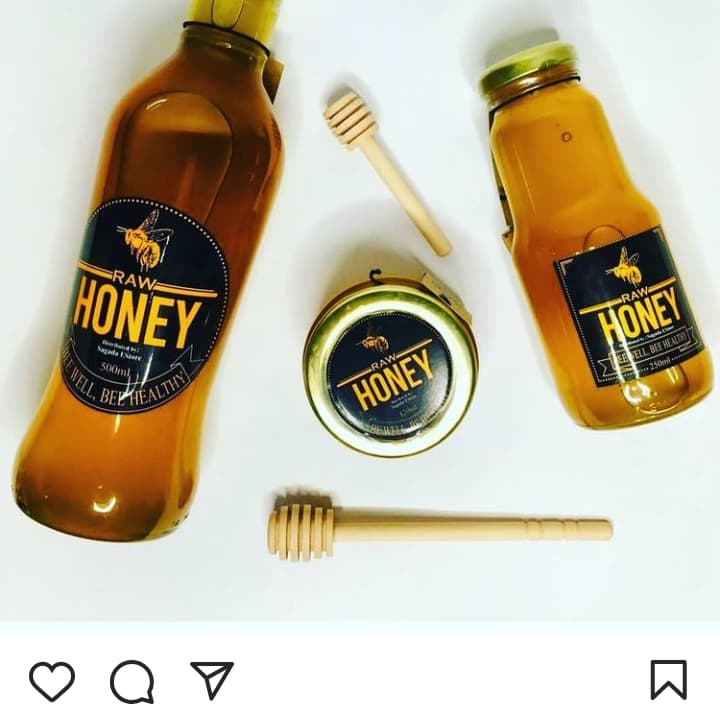 RAW
HONEY
Distributed by:
Sagada EStore
500ml
BEE WELL, BEE HEALTHY
RAW
HONEY
RAW
HONEY
Distributed by: Sagada EStore
BEE WELL, BEE HEALTHY
250ml